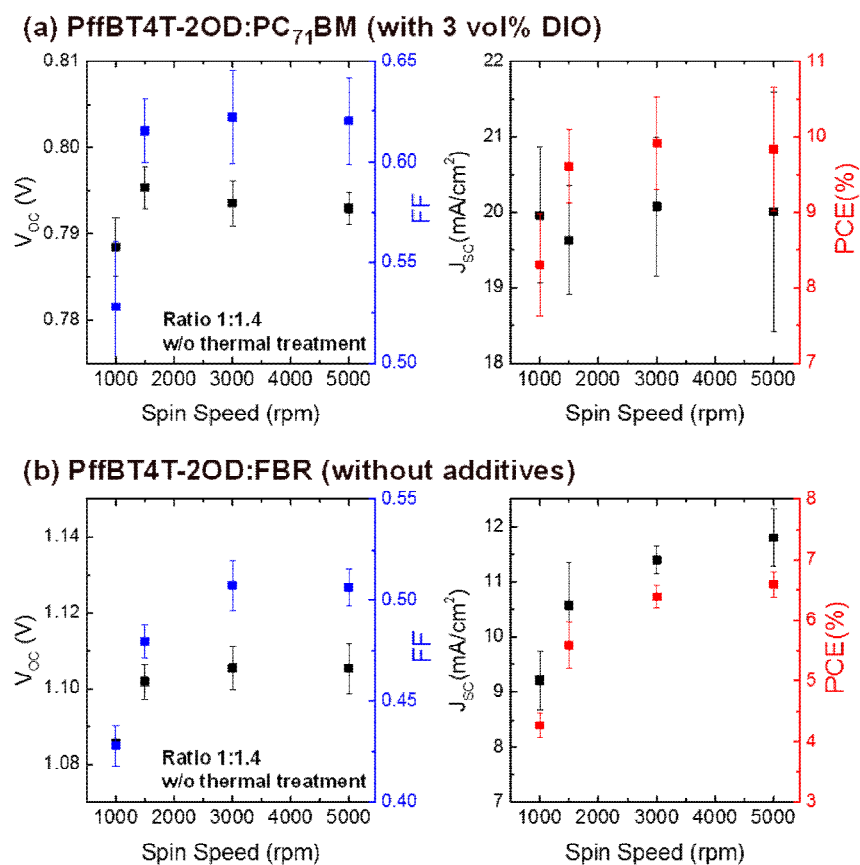 (a) PffBT4T-2OD:PC71BM (with 3 vol% DIO)
0.81
0.80
0.79
0.78
VOC (V)
0.65
0.60
0.55
0.50
FF
Ratio 1:1.4
w/o thermal treatment
1000 2000 3000 4000 5000
Spin Speed (rpm)
22
21
20
19
18
JSC(mA/cm2)
11
10
9
8
7
PCE(%)
1000 2000 3000 4000 5000
Spin Speed (rpm)
(b) PffBT4T-2OD:FBR (without additives)
1.14
1.12
1.10
1.08
VOC (V)
0.55
0.50
0.45
0.40
FF
Ratio 1:1.4
w/o thermal treatment
1000 2000 3000 4000 5000
Spin Speed (rpm)
12
11
10
9
8
7
JSC(mA/cm2)
8
7
6
5
4
3
PCE(%)
1000 2000 3000 4000 5000
Spin Speed (rpm)